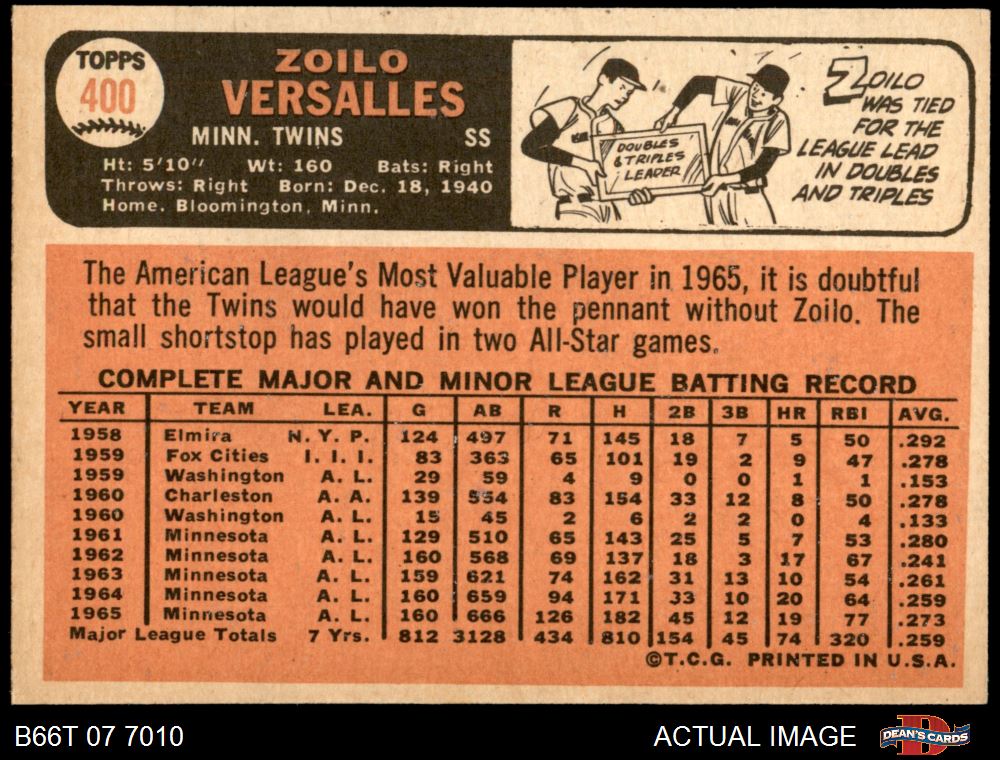 TOPPS
400
ZOILO
VERSALLES
MINN. TWINS SS
Ht: 5'10" Wt: 160 Bats: Right
Throws: Right Born: Dec. 18, 1940
Home. Bloomington, Minn.
DOUBLES
& TRIPLES
LEADER
ZOILO
WAS TIED
FOR THE
LEAGUE LEAD
IN DOUBLES
AND TRIPLES
The American League's Most Valuable Player in 1965, it is doubtful
that the Twins would have won the pennant without Zoilo. The
small shortstop has played in two All-Star games.
COMPLETE MAJOR AND MINOR LEAGUE BATTING RECORD
YEAR TEAM LEA. G AB R H 2B 3B HR RBI AVG.
1958 Elmira N. Y. P. 124 497 71 145 18 7 5 50 .292
1959 Fox Cities I. I. I. 83 363 65 101 19 2 9 47 .278
1959 Washington A. L. 29 59 4 9 0 0 1 1 .153
1960 Charleston A. A. 139 554 83 154 33 12 8 50 .278
1960 Washington A. L. 15 45 2 6 2 2 0 4 .133
1961 Minnesota A. L. 129 510 65 143 25 5 7 53 .280
1962 Minnesota A. L. 160 568 69 137 18 3 17 67 .241
1963 Minnesota A. L. 159 621 74 162 31 13 10 54 .261
1964 Minnesota A. L. 160 659 94 171 33 10 20 64 .259
1965 Minnesota A. L. 160 666 126 182 45 12 19 77 .273
Major League Totals 7 Yrs. 812 3128 434 810 154 45 74 320 .259
©T.C.G. PRINTED IN U.S.A.
B66T 07 7010 ACTUAL IMAGE D DEAN'S CARDS